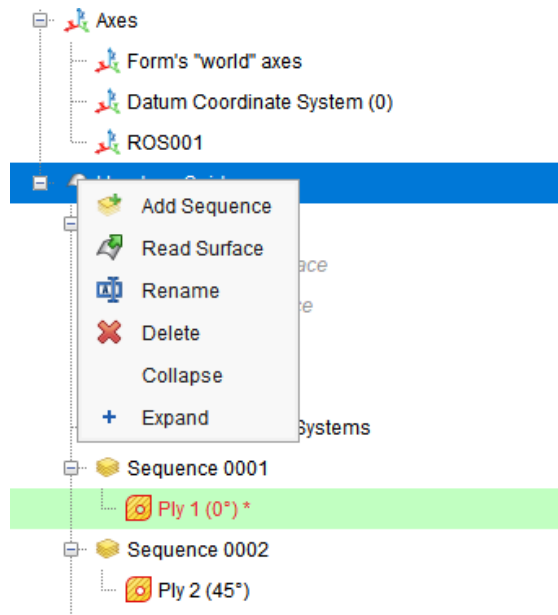 Axes
Form's "world" axes
Datum Coordinate System (0)
ROS001
Add Sequence
Read Surface
ace
Rename
Delete
Collapse
Expand
Systems
Sequence 0001
Ply 1 (0°) *
Sequence 0002
Ply 2 (45°)